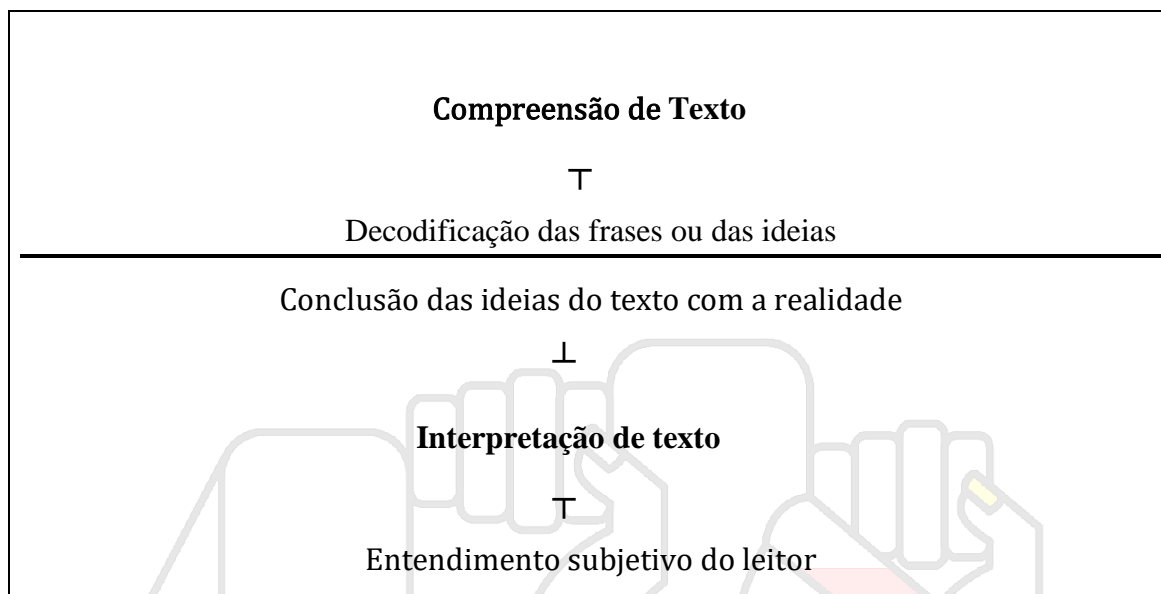 Compreensão de Texto
┬
Decodificação das frases ou das ideias
Conclusão das ideias do texto com a realidade
┴
Interpretação de texto
┬
Entendimento subjetivo do leitor